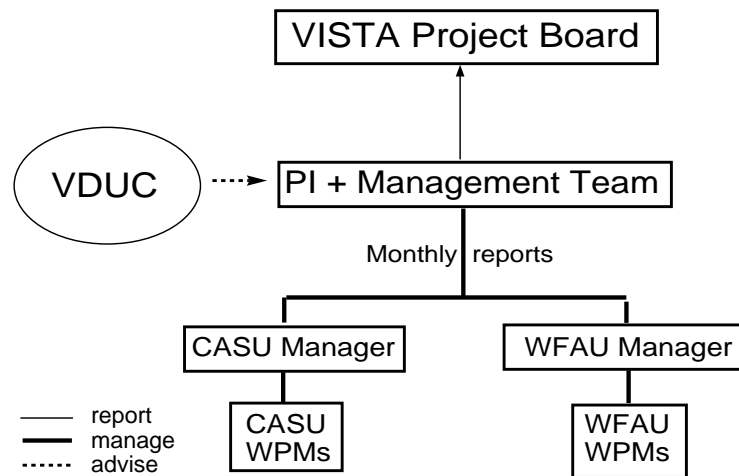 VISTA Project Board
VDUC
PI + Management Team
Monthly reports
CASU Manager
WFAU Manager
CASU
WPMs
WFAU
WPMs
report
manage
advise